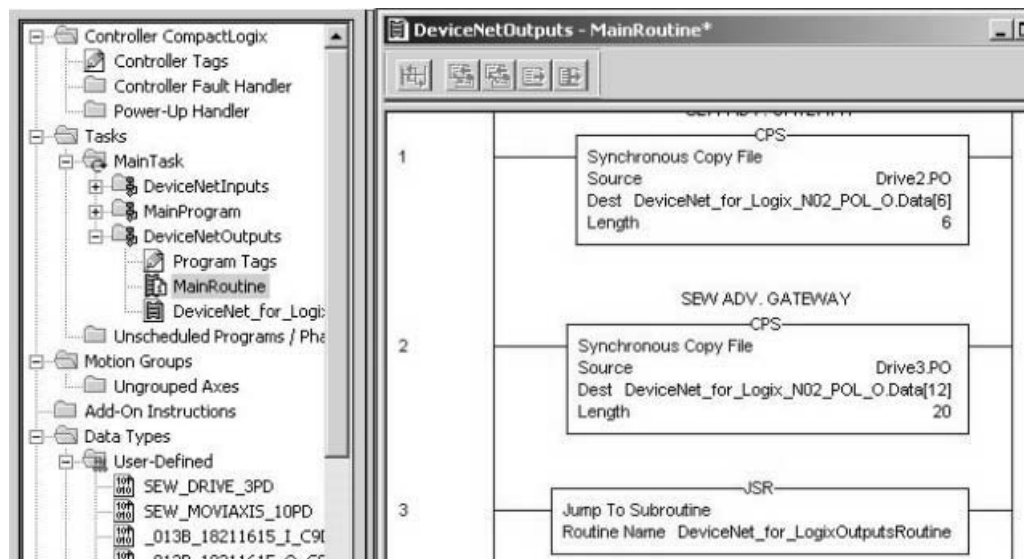 Controller CompactLogix
Controller Tags
Controller Fault Handler
Power-Up Handler
Tasks
MainTask
DeviceNetInputs
MainProgram
DeviceNetOutputs
Program Tags
MainRoutine
DeviceNet_for_Logi
Unscheduled Programs / Pha
Motion Groups
Ungrouped Axes
Add-On Instructions
Data Types
User-Defined
SEW_DRIVE_3PD
SEW_MOVIAXIS_10PD
_013B_18211615_I_C9
DeviceNetOutputs - MainRoutine*
1
CPS
Synchronous Copy File
Source Drive2.PO
Dest DeviceNet_for_Logix_N02_POL_O.Data[6]
Length 6
SEW ADV. GATEWAY
2
CPS
Synchronous Copy File
Source Drive3.PO
Dest DeviceNet_for_Logix_N02_POL_O.Data[12]
Length 20
3
JSR
Jump To Subroutine
Routine Name DeviceNet_for_LogixOutputsRoutine